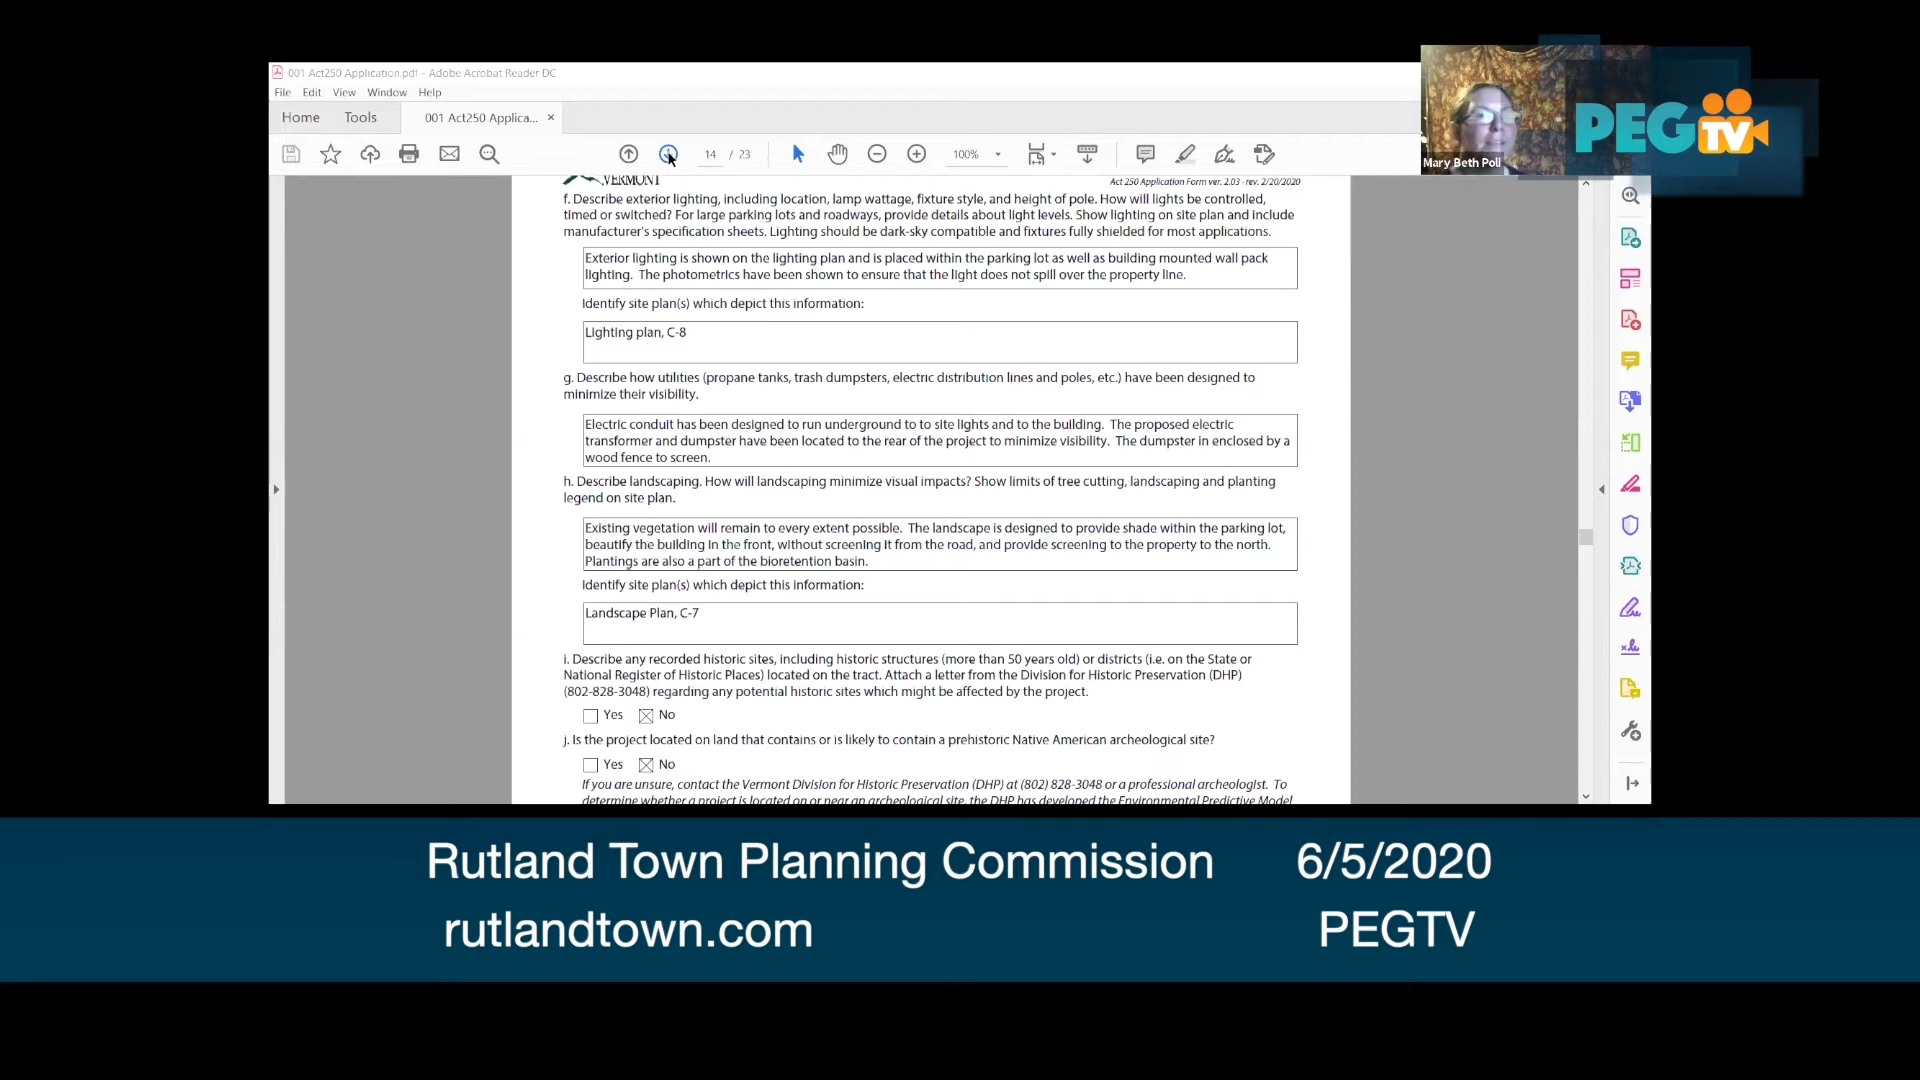 001 Act250 Application.pdf - Adobe Acrobat Reader DC
File Edit View Window Help
Home Tools 001 Act250 Applica... ×
14 / 23 100%
Mary Beth Poli
PEG TV
VERMONT
Act 250 Application Form ver. 2.03 - rev. 2/20/2020
f. Describe exterior lighting, including location, lamp wattage, fixture style, and height of pole. How will lights be controlled,
timed or switched? For large parking lots and roadways, provide details about light levels. Show lighting on site plan and include
manufacturer's specification sheets. Lighting should be dark-sky compatible and fixtures fully shielded for most applications.
Exterior lighting is shown on the lighting plan and is placed within the parking lot as well as building mounted wall pack
lighting. The photometrics have been shown to ensure that the light does not spill over the property line.
Identify site plan(s) which depict this information:
Lighting plan, C-8
g. Describe how utilities (propane tanks, trash dumpsters, electric distribution lines and poles, etc.) have been designed to
minimize their visibility.
Electric conduit has been designed to run underground to to site lights and to the building. The proposed electric
transformer and dumpster have been located to the rear of the project to minimize visibility. The dumpster in enclosed by a
wood fence to screen.
h. Describe landscaping. How will landscaping minimize visual impacts? Show limits of tree cutting, landscaping and planting
legend on site plan.
Existing vegetation will remain to every extent possible. The landscape is designed to provide shade within the parking lot,
beautify the building in the front, without screening it from the road, and provide screening to the property to the north.
Plantings are also a part of the bioretention basin.
Identify site plan(s) which depict this information:
Landscape Plan, C-7
i. Describe any recorded historic sites, including historic structures (more than 50 years old) or districts (i.e. on the State or
National Register of Historic Places) located on the tract. Attach a letter from the Division for Historic Preservation (DHP)
(802-828-3048) regarding any potential historic sites which might be affected by the project.
Yes No
j. Is the project located on land that contains or is likely to contain a prehistoric Native American archeological site?
Yes No
If you are unsure, contact the Vermont Division for Historic Preservation (DHP) at (802) 828-3048 or a professional archeologist. To
determine whether a project is located on or near an archeological site, the DHP has developed the Environmental Predictive Model
Rutland Town Planning Commission 6/5/2020
rutlandtown.com PEGTV